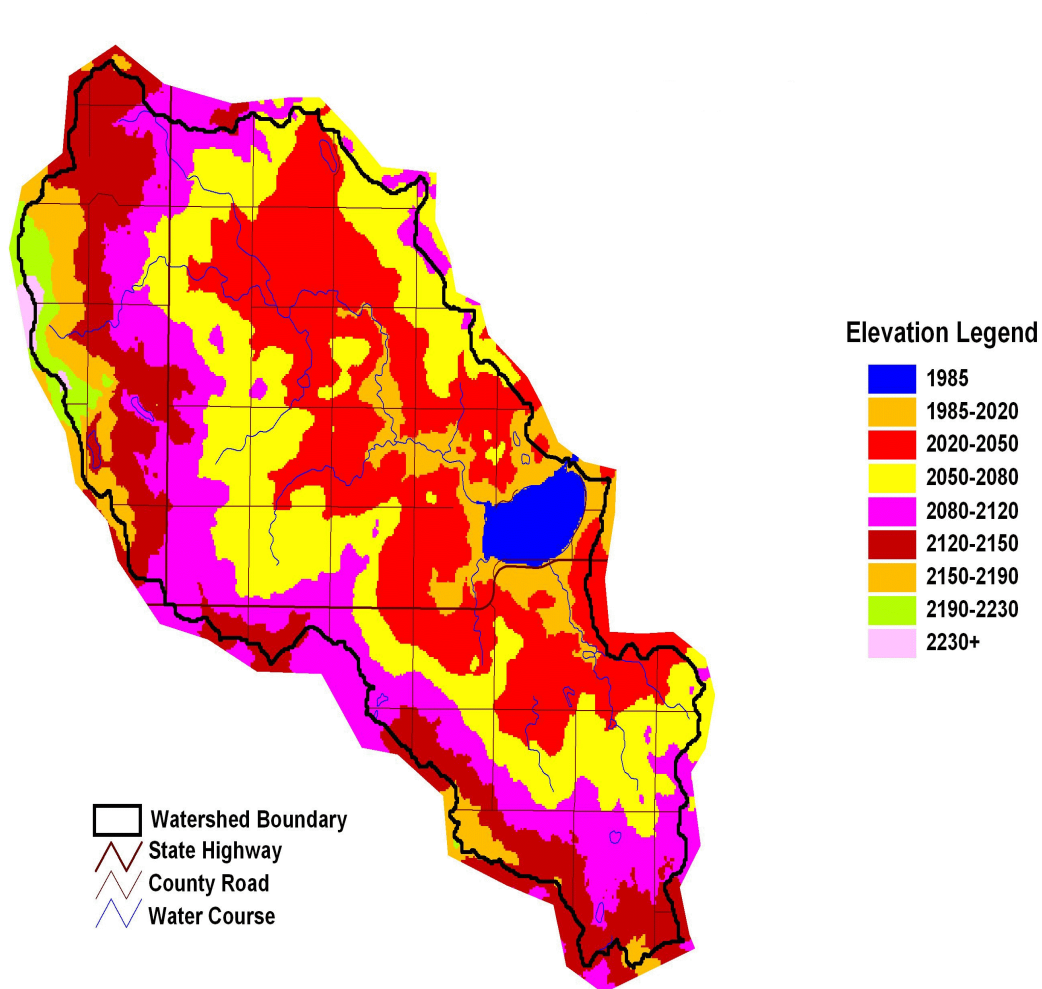 Elevation Legend
1985
1985-2020
2020-2050
2050-2080
2080-2120
2120-2150
2150-2190
2190-2230
2230+
Watershed Boundary
State Highway
County Road
Water Course